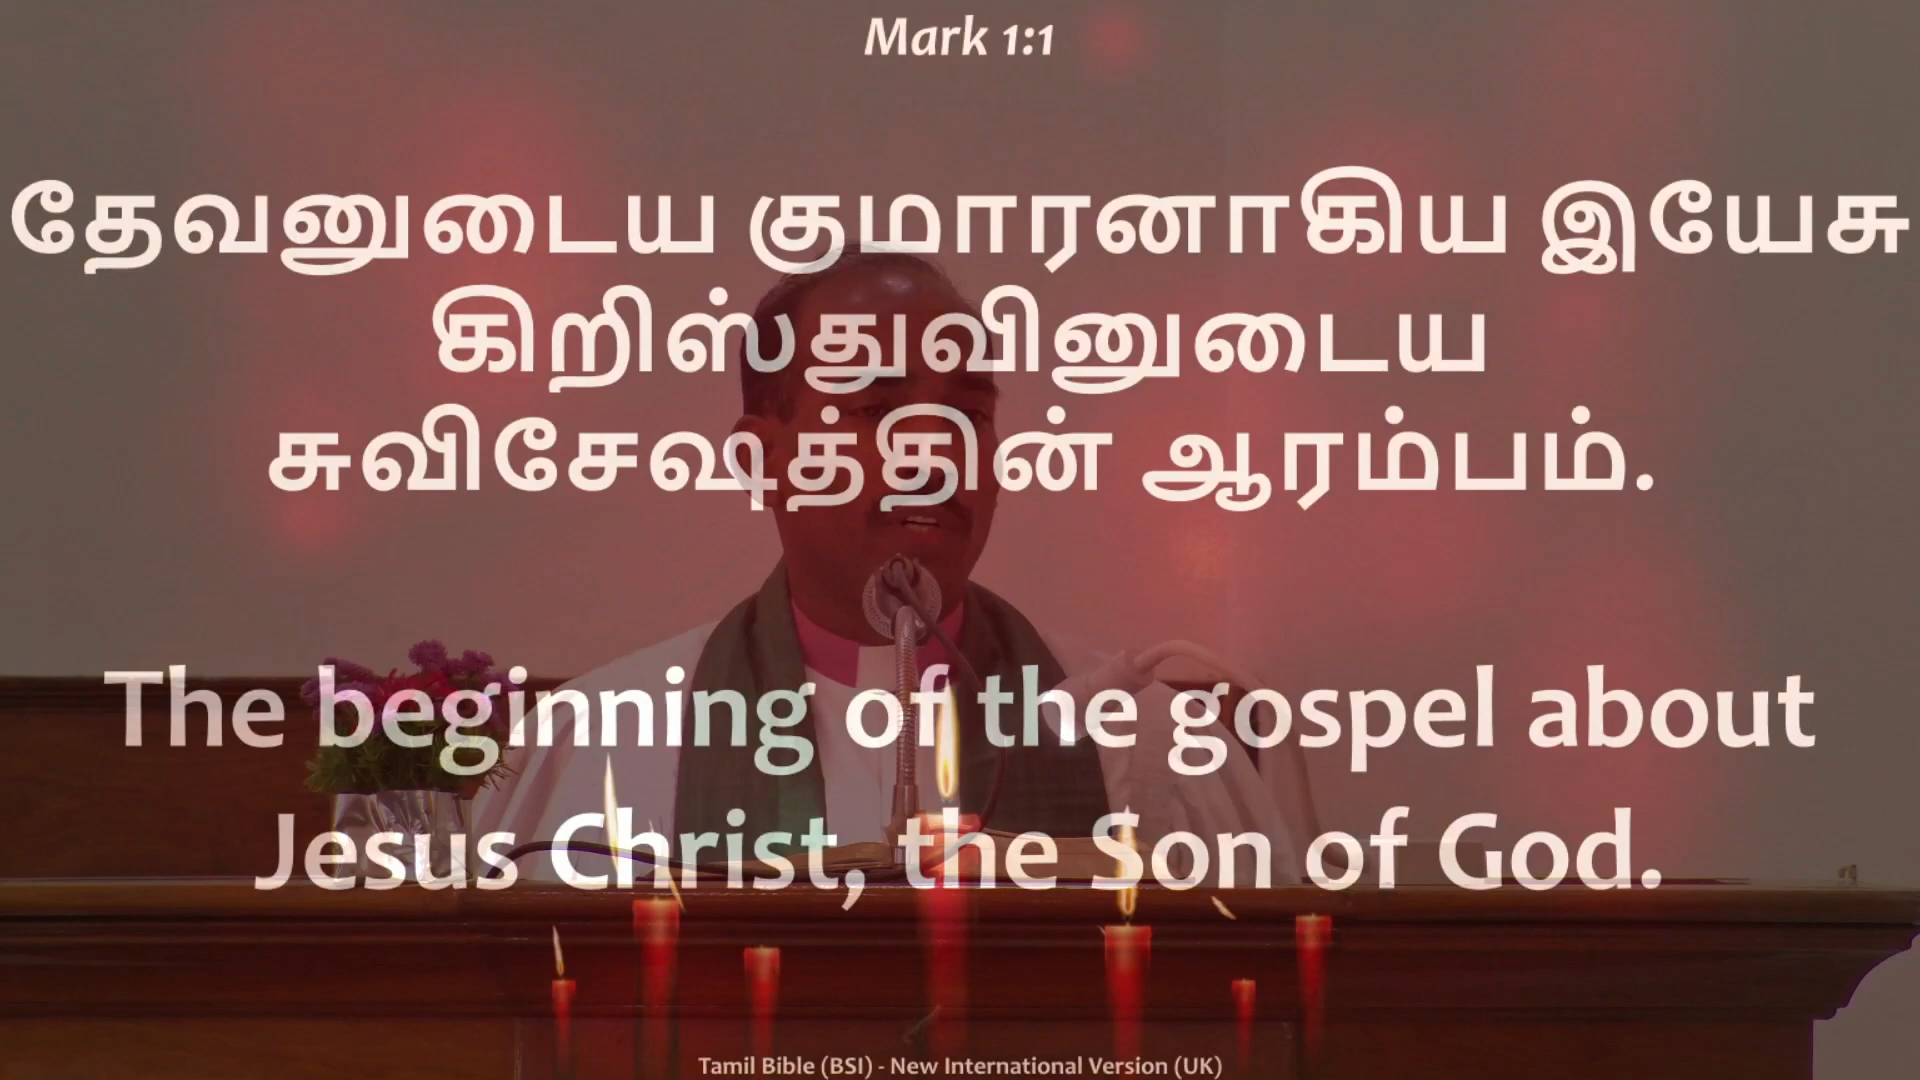 Mark 1:1
தேவனுடைய குமாரனாகிய இயேசு
கிறிஸ்துவினுடைய
சுவிசேஷத்தின் ஆரம்பம்.
The beginning of the gospel about
Jesus Christ, the Son of God.
Tamil Bible (BSI) - New International Version (UK)